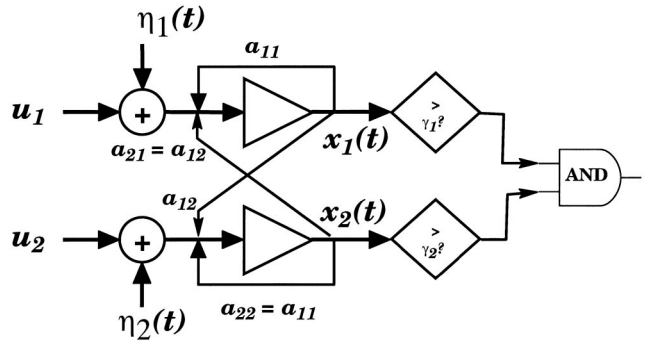 η1(t)
a11
u1
+
>
γ1?
x1(t)
a21 = a12
AND
a12
x2(t)
u2
+
>
γ2?
a22 = a11
η2(t)